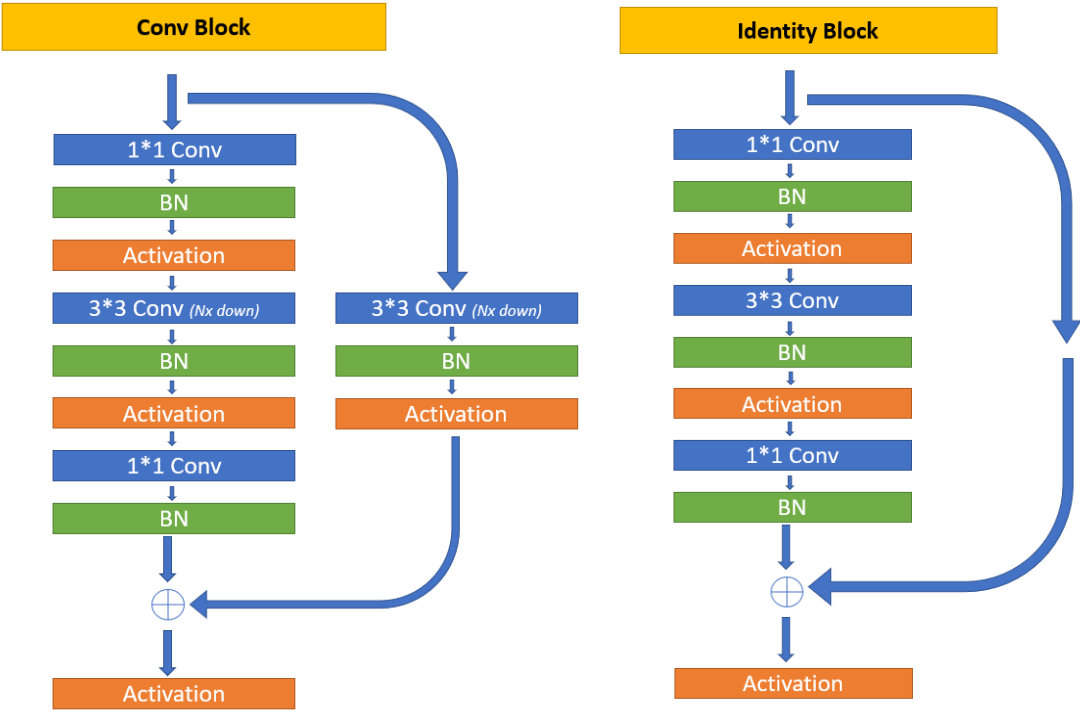 Conv Block
1*1 Conv
BN
Activation
3*3 Conv (Nx down)
BN
Activation
1*1 Conv
BN
Activation
3*3 Conv (Nx down)
BN
Activation
Identity Block
1*1 Conv
BN
Activation
3*3 Conv
BN
Activation
1*1 Conv
BN
Activation